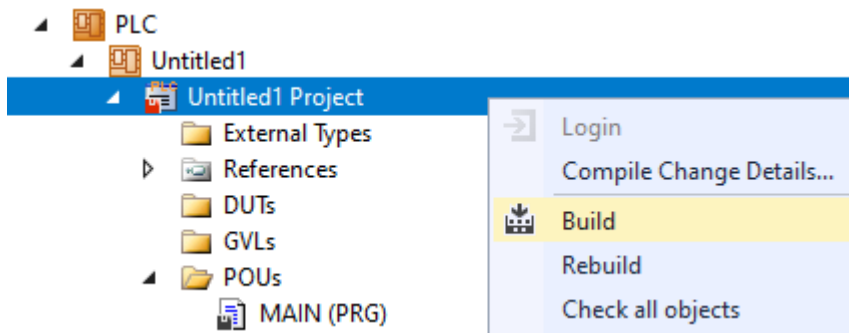 PLC
Untitled1
Untitled1 Project
External Types
References
DUTs
GVLs
POUs
MAIN (PRG)
Login
Compile Change Details...
Build
Rebuild
Check all objects